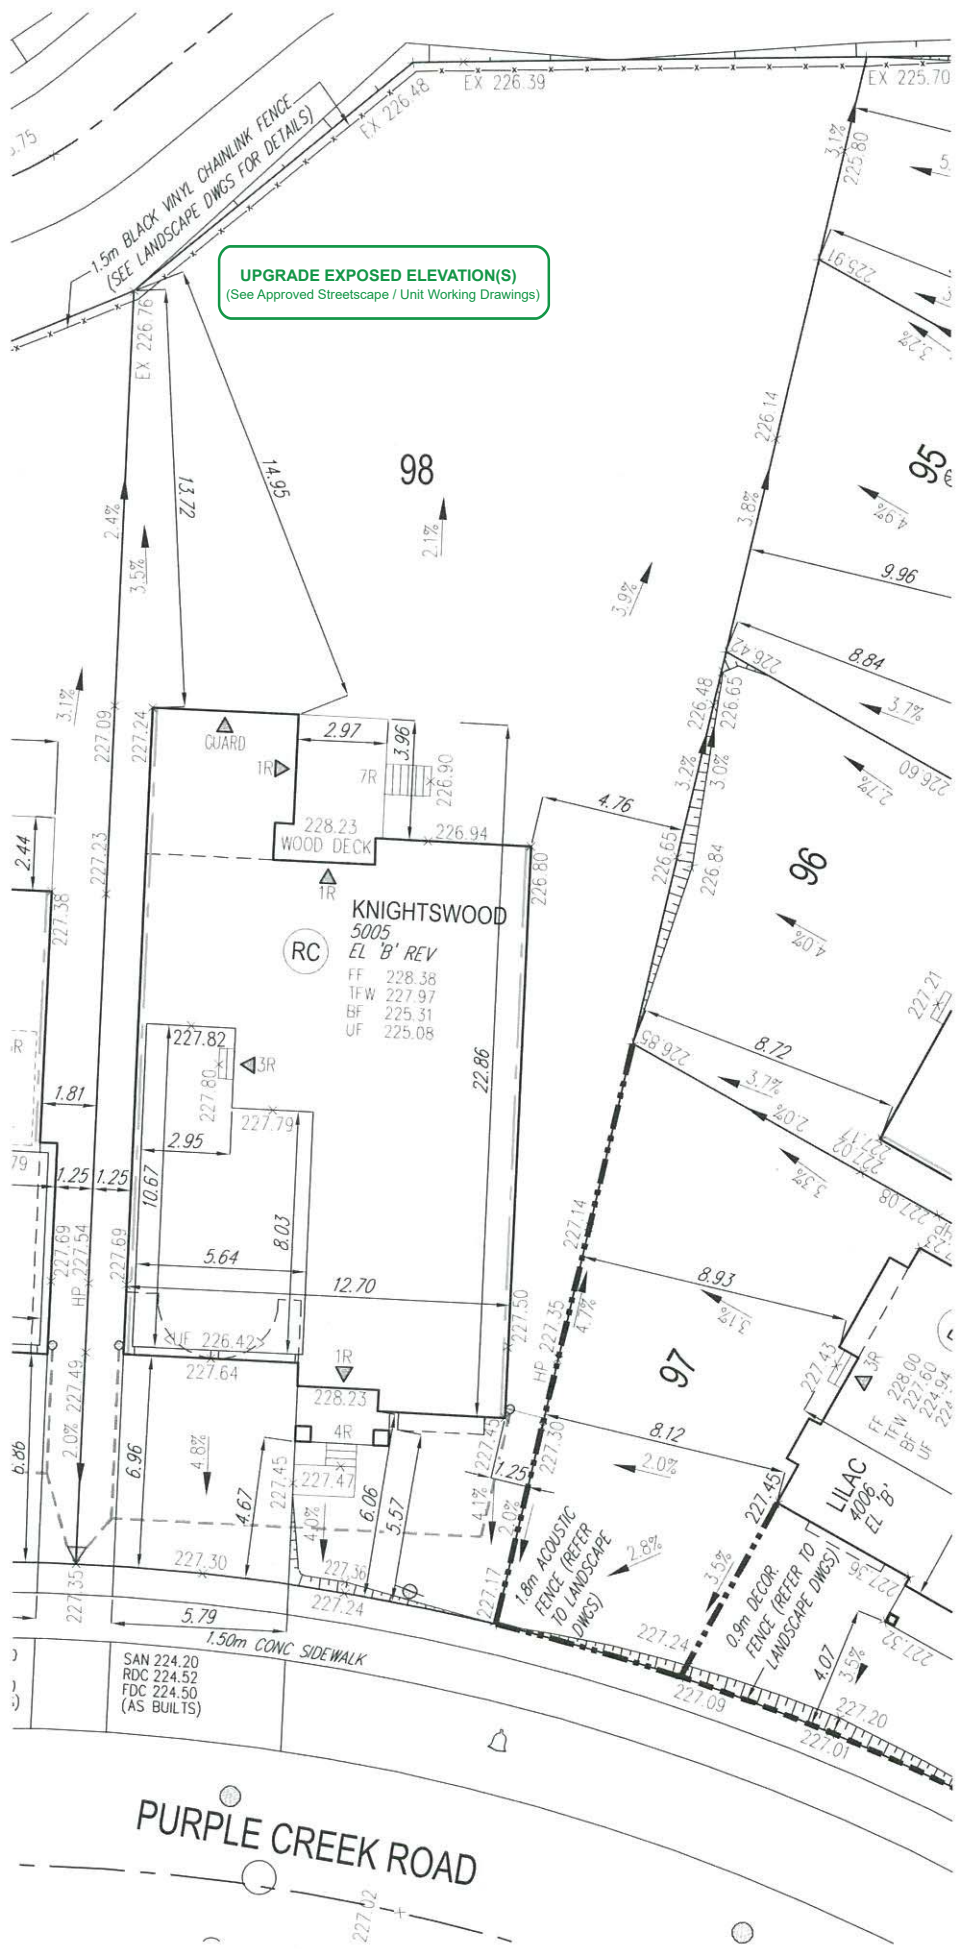 EX 226.39
EX 225.70
EX 226.48
1.5m BLACK VINYL CHAINLINK FENCE
(SEE LANDSCAPE DWGS FOR DETAILS)
3.1%
225.80
225.91
UPGRADE EXPOSED ELEVATION(S)
(See Approved Streetscape / Unit Working Drawings)
EX 226.76
3.2%
226.14
13.72
14.95
98
95
2.4%
3.5%
2.1%
3.8%
4.9%
9.96
3.9%
3.1%
226.42
8.84
227.09
227.24
226.48
226.65
3.7%
GUARD
2.97
3.96
1R
7R
226.90
3.2%
3.0%
2.7%
226.60
4.76
2.44
227.23
228.23
WOOD DECK
226.94
226.80
226.65
226.84
96
227.38
1R
KNIGHTSWOOD
5005
EL 'B' REV
RC
FF 228.38
TFW 227.97
BF 225.31
UF 225.08
4.0%
227.21
227.82
3R
227.80
227.79
22.86
226.85
8.72
3.7%
2.0%
1.81
2.95
227.02
227.17
3.3%
1.25
1.25
10.67
8.03
227.08
227.69
HP 227.54
227.69
5.64
12.70
227.14
8.93
3.1%
4.7%
227.50
HP 227.35
UF 226.42
227.64
1R
228.23
97
227.43
3R
FF 228.00
TFW 227.60
BF 224.94
UF
227.49
2.0%
6.86
6.96
4.8%
4R
227.45
227.47
4.67
6.06
5.57
227.45
1.25
227.30
8.12
2.0%
227.45
LILAC
4006
EL 'B'
4.0%
4.1%
2.0%
1.8m ACOUSTIC
FENCE (REFER
TO LANDSCAPE
DWGS)
2.8%
3.5%
0.9m DECOR.
FENCE (REFER TO
LANDSCAPE DWGS)
227.36
227.32
227.30
227.36
227.24
227.35
227.17
5.79
1.50m CONC SIDEWALK
227.24
4.07
3.5%
227.09
227.20
227.01
SAN 224.20
RDC 224.52
FDC 224.50
(AS BUILTS)
PURPLE CREEK ROAD
227.02